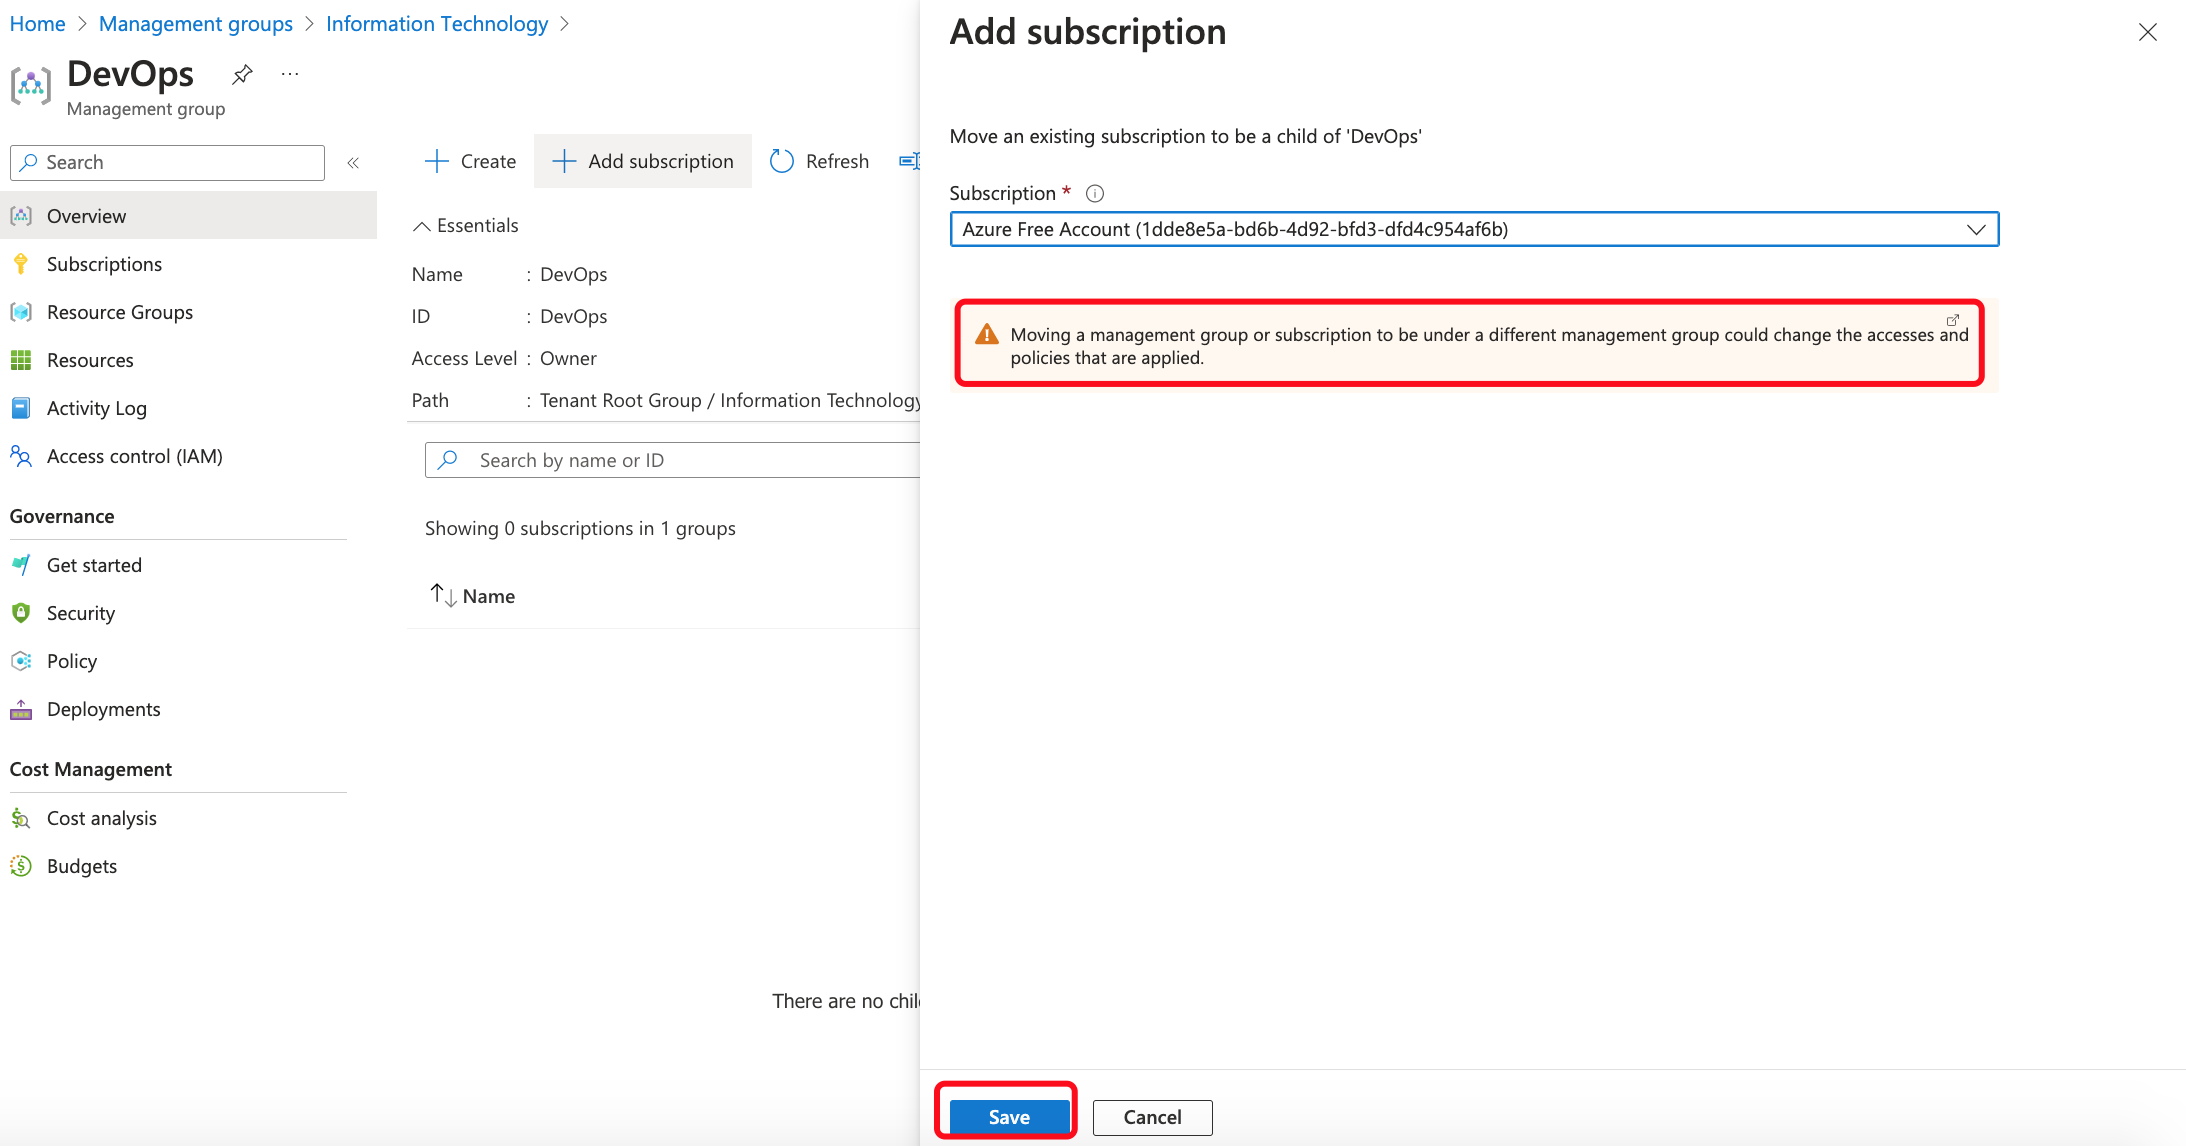 Home > Management groups > Information Technology >
DevOps ...
Management group
Search
«
Overview
Subscriptions
Resource Groups
Resources
Activity Log
Access control (IAM)
Governance
Get started
Security
Policy
Deployments
Cost Management
Cost analysis
Budgets
Create
Add subscription
Refresh
Essentials
Name : DevOps
ID : DevOps
Access Level : Owner
Path : Tenant Root Group / Information Technology
Search by name or ID
Showing 0 subscriptions in 1 groups
Name
There are no
Add subscription
Move an existing subscription to be a child of 'DevOps'
Subscription *
Azure Free Account (1dde8e5a-bd6b-4d92-bfd3-dfd4c954af6b)
Moving a management group or subscription to be under a different management group could change the accesses and
policies that are applied.
Save
Cancel